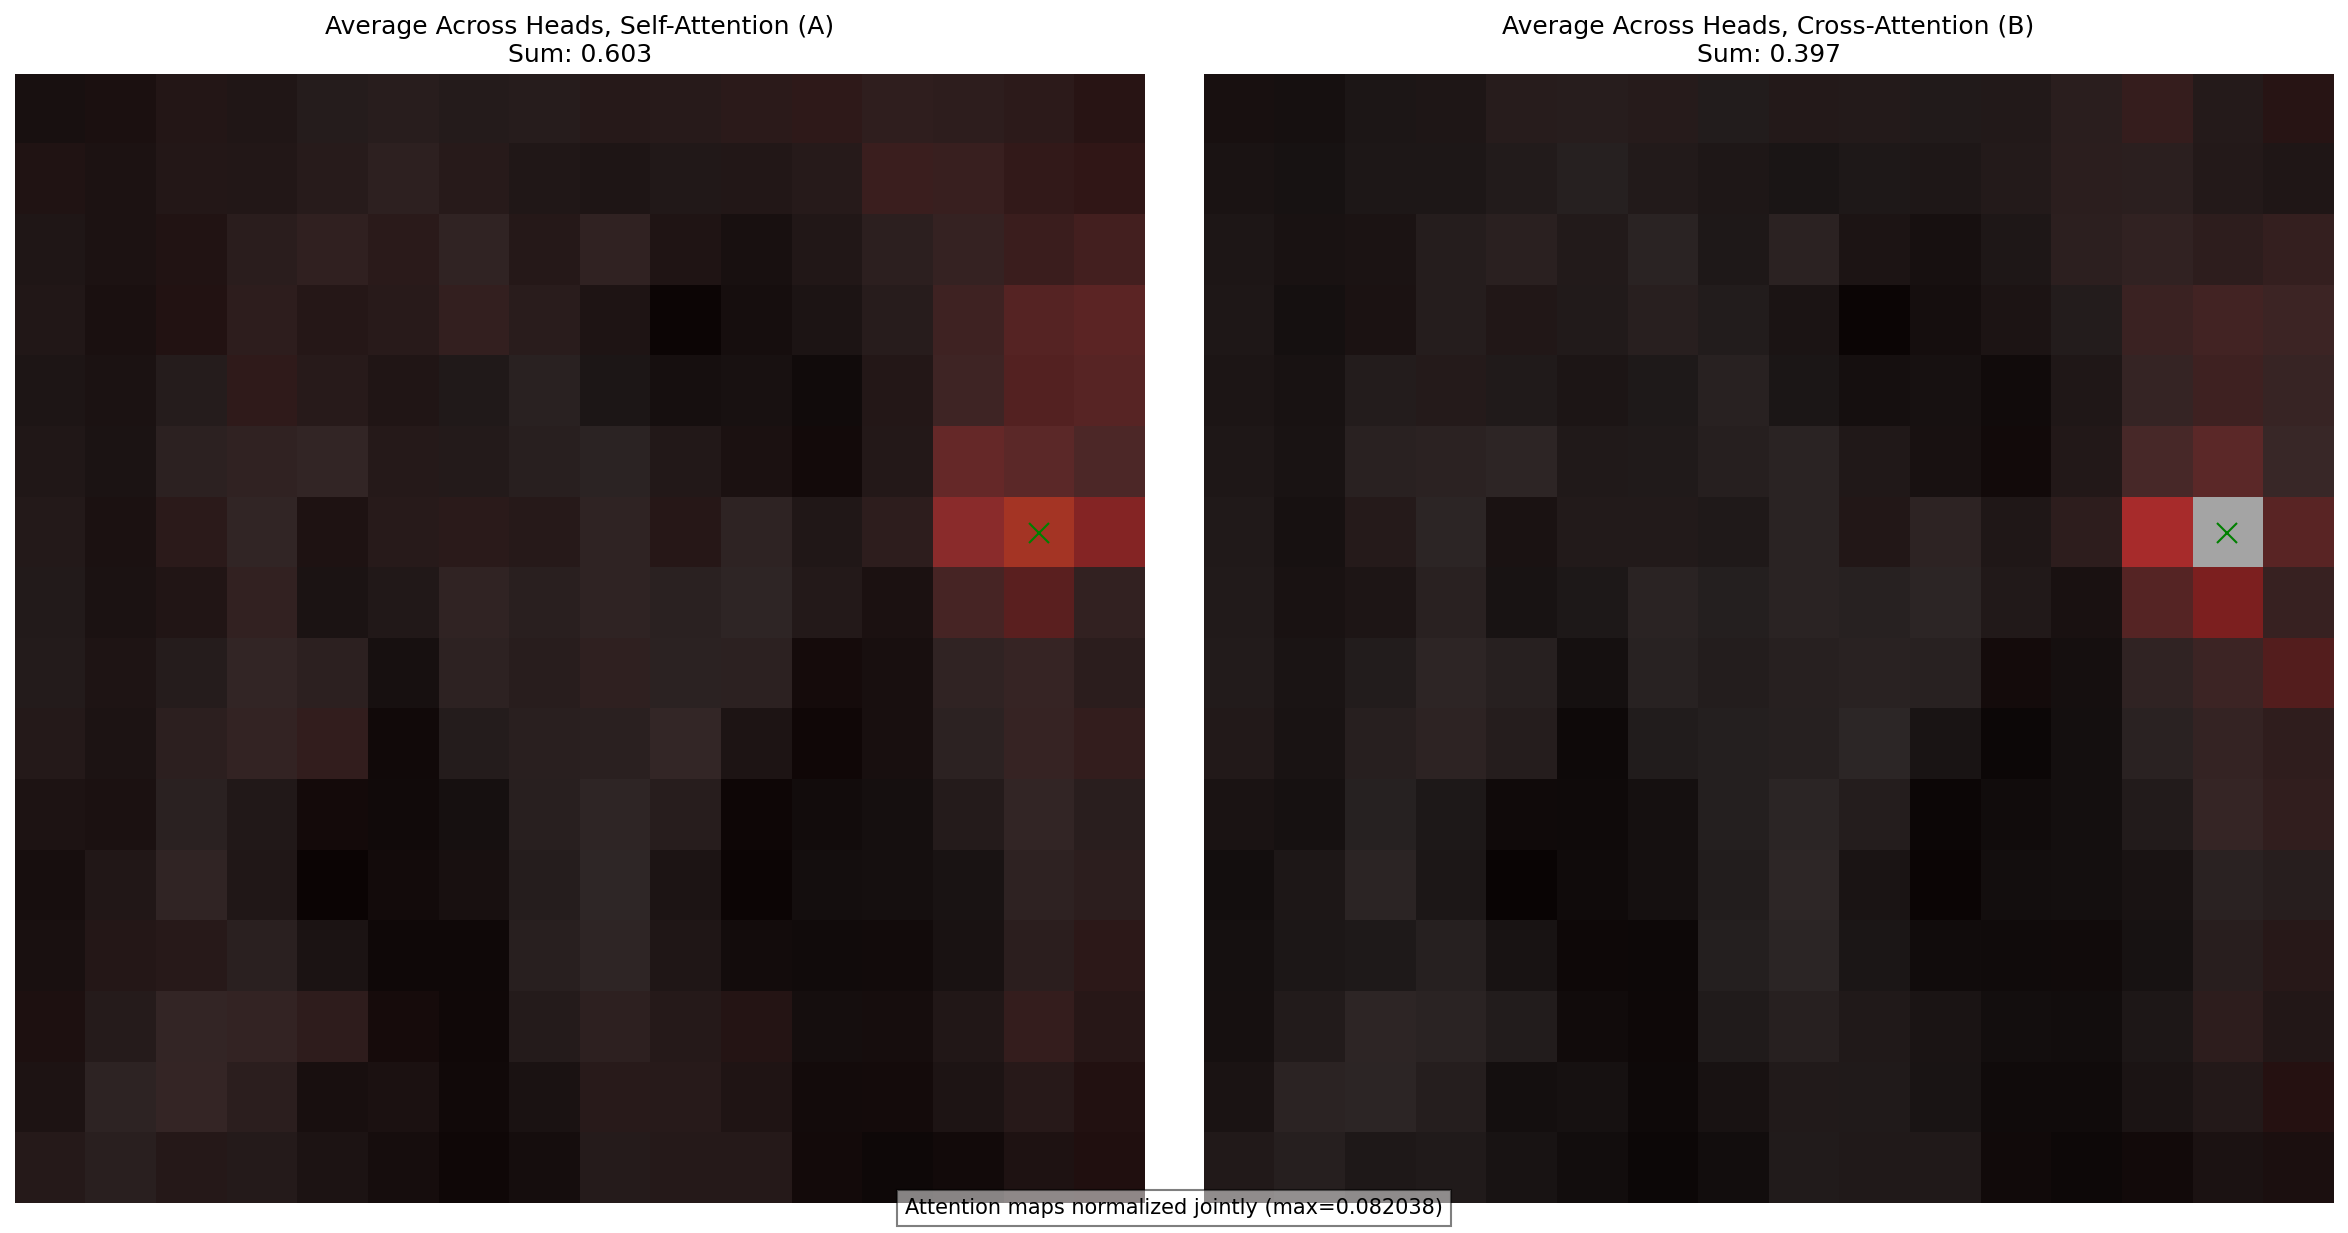 Average Across Heads, Self-Attention (A)
Sum: 0.603
Average Across Heads, Cross-Attention (B)
Sum: 0.397
Attention maps normalized jointly (max=0.082038)